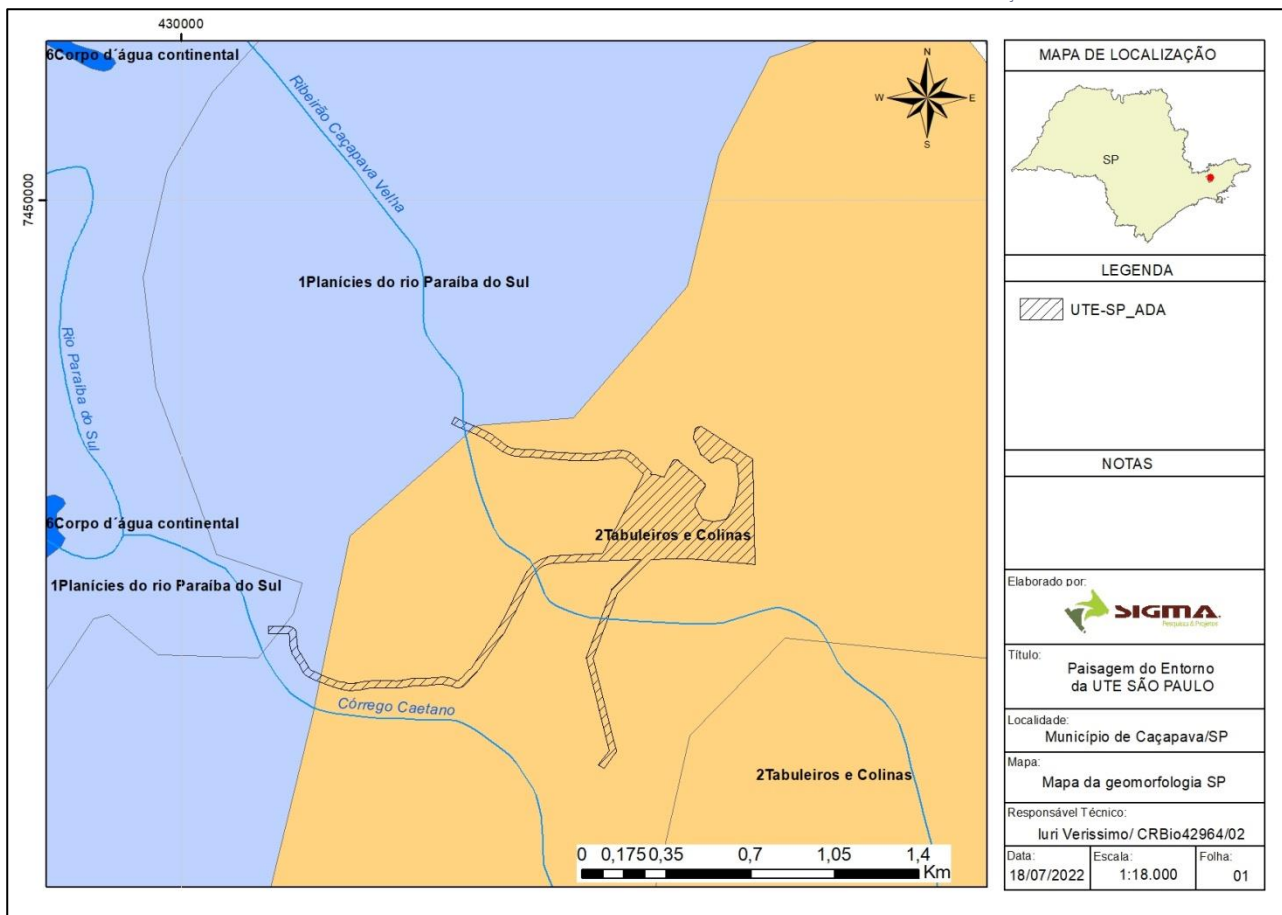 430000
7450000
6Corpo d´água continental
Ribeirão Caçapava Velha
N
W
E
S
1Planícies do rio Paraíba do Sul
Rio Paraíba do Sul
6Corpo d´água continental
2Tabuleiros e Colinas
1Planícies do rio Paraíba do Sul
Córrego Caetano
2Tabuleiros e Colinas
0 0,175 0,35 0,7 1,05 1,4
Km
MAPA DE LOCALIZAÇÃO
SP
LEGENDA
UTE-SP_ADA
NOTAS
Elaborado por:
SIGMA
Pesquisa & Projetos
Título:
Paisagem do Entorno
da UTE SÃO PAULO
Localidade:
Município de Caçapava/SP
Mapa:
Mapa da geomorfologia SP
Responsável Técnico:
Iuri Verissimo/ CRBio42964/02
Data:
18/07/2022
Escala:
1:18.000
Folha:
01